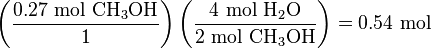 (0.27 mol CH₃OH / 1) (4 mol H₂O / 2 mol CH₃OH) = 0.54 mol